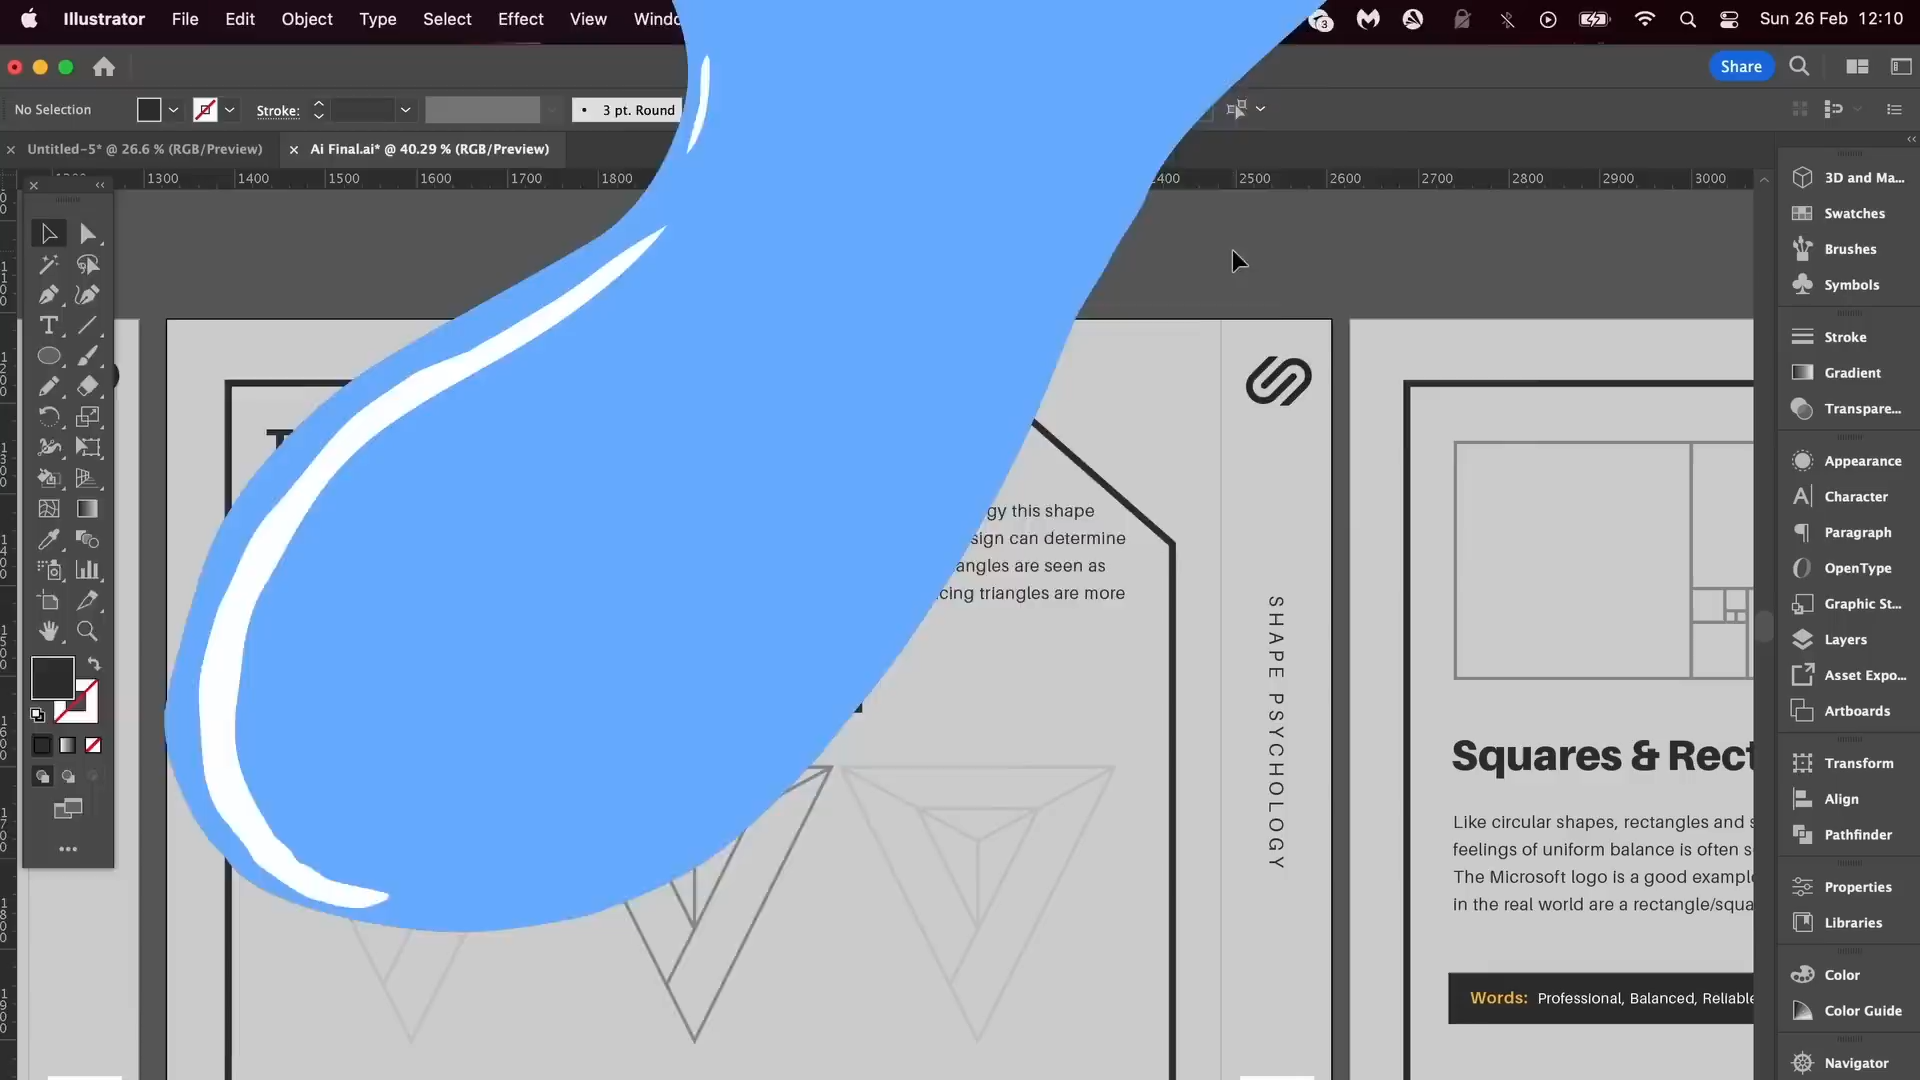 Illustrator File Edit Object Type Select Effect View
3
Sun 26 Feb 12:10
Share
No Selection
Stroke:
3 pt. Round
Untitled-5* @ 26.6 % (RGB/Preview)
Ai Final.ai* @ 40.29 % (RGB/Preview)
1300 1400 1500 1600 1700 1800 2400 2500 2600 2700 2800 2900 3000
3D and Ma...
Swatches
Brushes
Symbols
Stroke
Gradient
Transpare...
Appearance
Character
Paragraph
OpenType
Graphic St...
Layers
Asset Expo...
Artboards
Transform
Align
Pathfinder
Properties
Libraries
Color
Color Guide
Navigator
this shape
can determine
angles are seen as
triangles are more
SHAPE PSYCHOLOGY
Squares & Rect
Like circular shapes, rectangles and s
feelings of uniform balance is often s
The Microsoft logo is a good example
in the real world are a rectangle/squa
Words: Professional, Balanced, Reliable